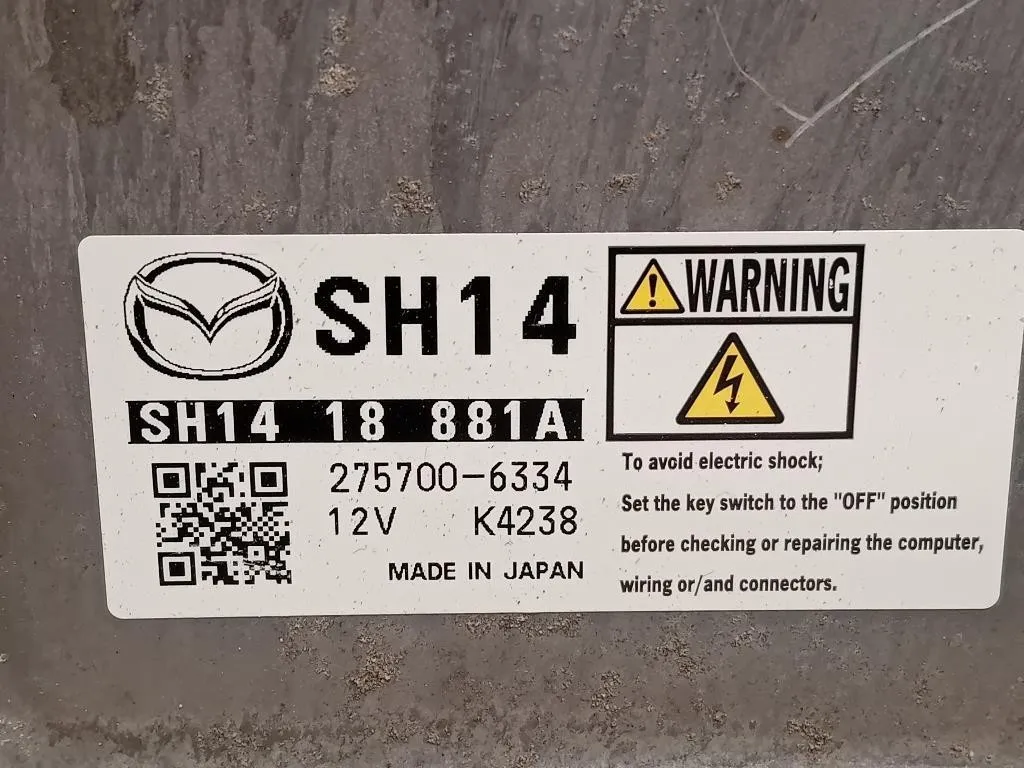 SH14
SH14 18 881A
275700-6334
12V K4238
MADE IN JAPAN
WARNING
To avoid electric shock;
Set the key switch to the "OFF" position
before checking or repairing the computer,
wiring or/and connectors.